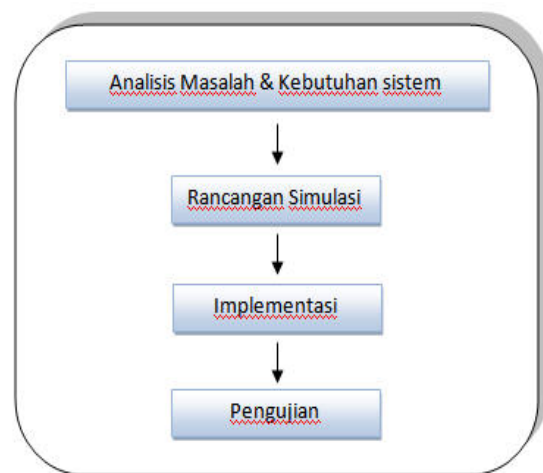 Analisis Masalah & Kebutuhan sistem
Rancangan Simulasi
Implementasi
Pengujian